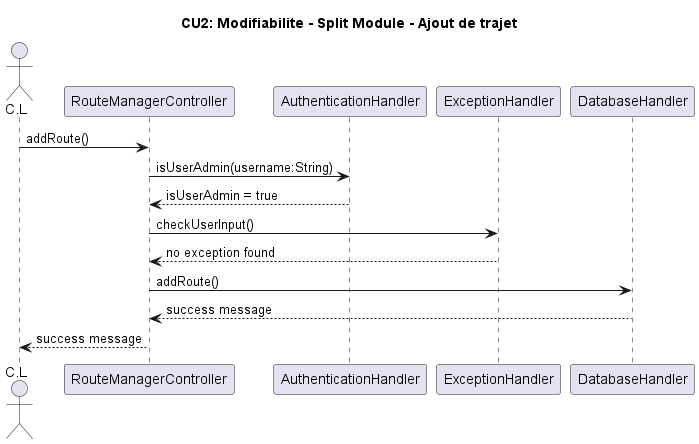 CU2: Modifiabilite - Split Module - Ajout de trajet
C.L
RouteManagerController
AuthenticationHandler
ExceptionHandler
DatabaseHandler
addRoute()
isUserAdmin(username:String)
isUserAdmin = true
checkUserInput()
no exception found
addRoute()
success message
success message
C.L
RouteManagerController
AuthenticationHandler
ExceptionHandler
DatabaseHandler